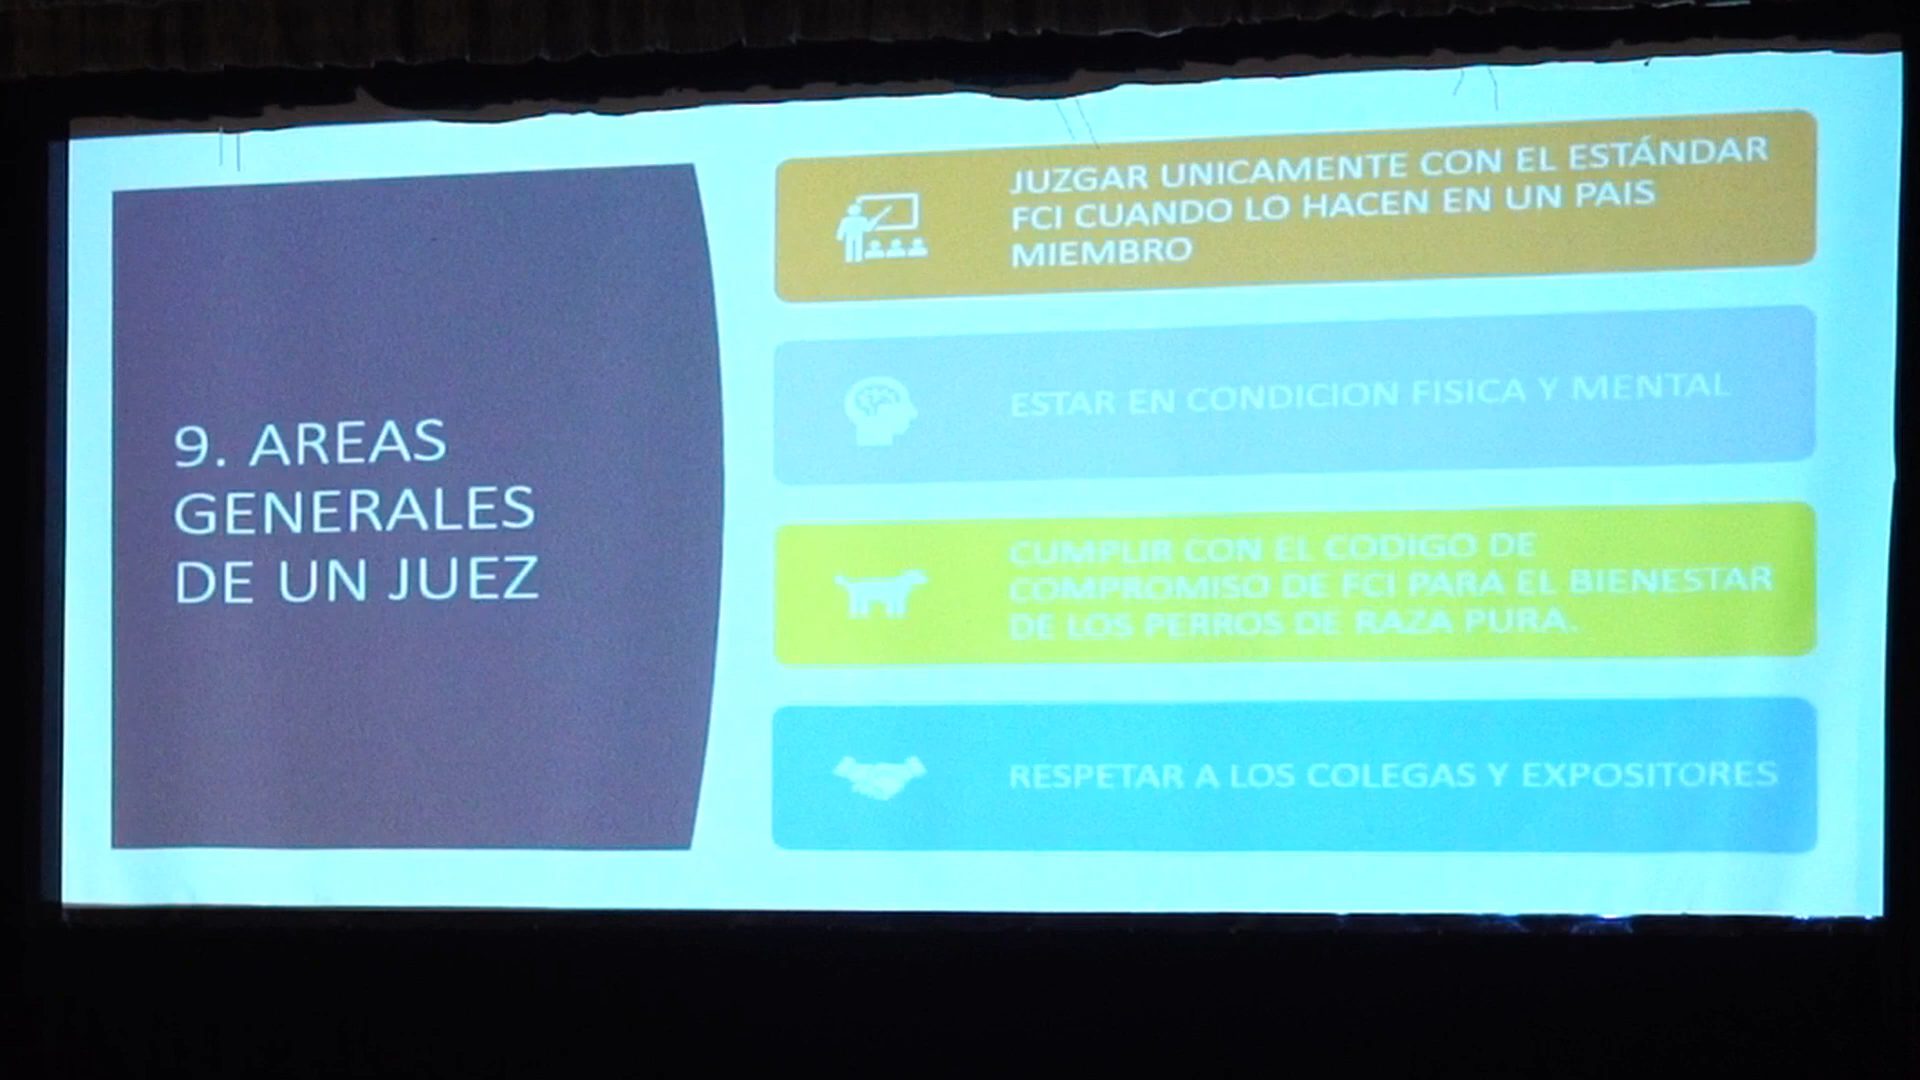 9. AREAS
GENERALES
DE UN JUEZ
JUZGAR UNICAMENTE CON EL ESTÁNDAR
FCI CUANDO LO HACEN EN UN PAIS
MIEMBRO
ESTAR EN CONDICION FISICA Y MENTAL
CUMPLIR CON EL CODIGO DE
COMPROMISO DE FCI PARA EL BIENESTAR
DE LOS PERROS DE RAZA PURA.
RESPETAR A LOS COLEGAS Y EXPOSITORES